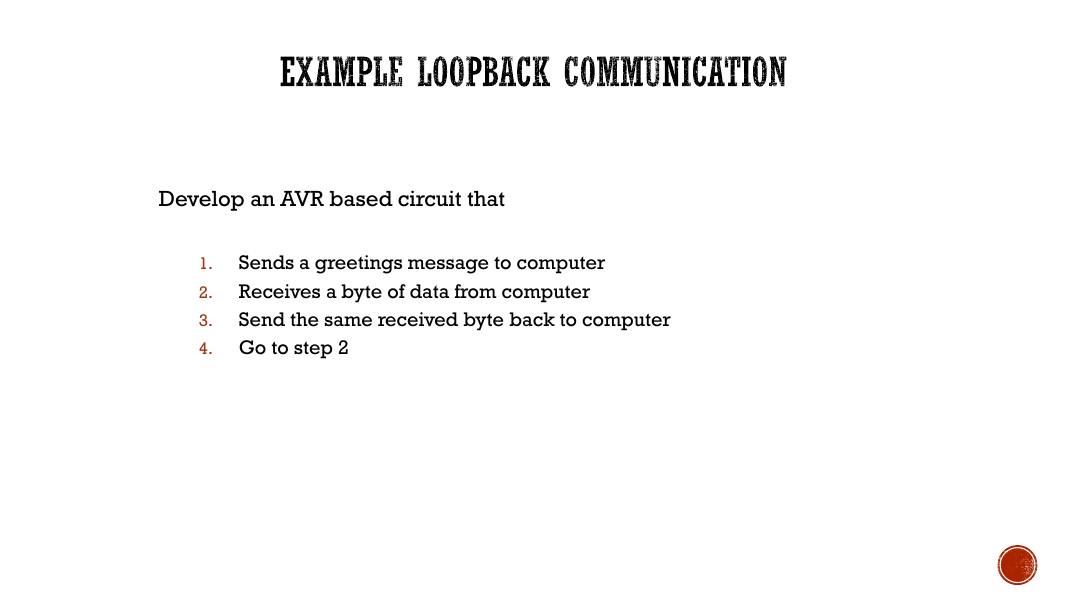 EXAMPLE LOOPBACK COMMUNICATION
Develop an AVR based circuit that
1. Sends a greetings message to computer
2. Receives a byte of data from computer
3. Send the same received byte back to computer
4. Go to step 2